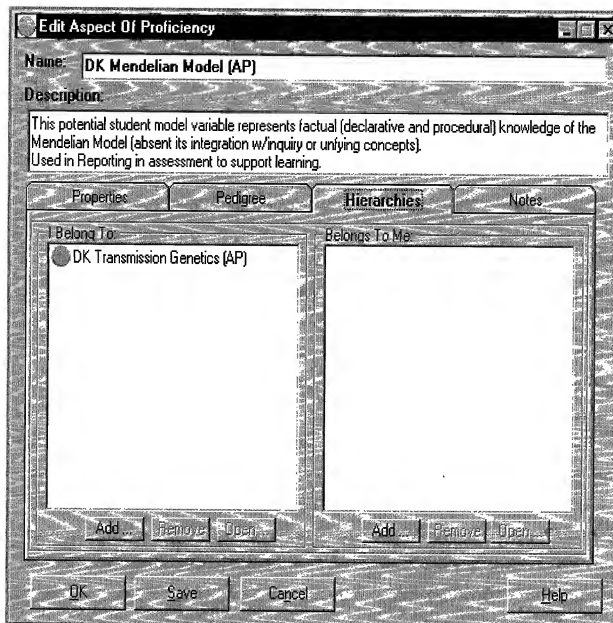 Edit Aspect Of Proficiency
Name: DK Mendelian Model (AP)
Description:
This potential student model variable represents factual (declarative and procedural) knowledge of the
Mendelian Model (absent its integration w/inquiry or unfying concepts).
Used in Reporting in assessment to support learning.
Properties Pedigree Hierarchies Notes
I Belong To: Belongs To Me:
DK Transmission Genetics (AP)
Add ... Remove Open ... Add ... Remove Open ...
OK Save Cancel Help